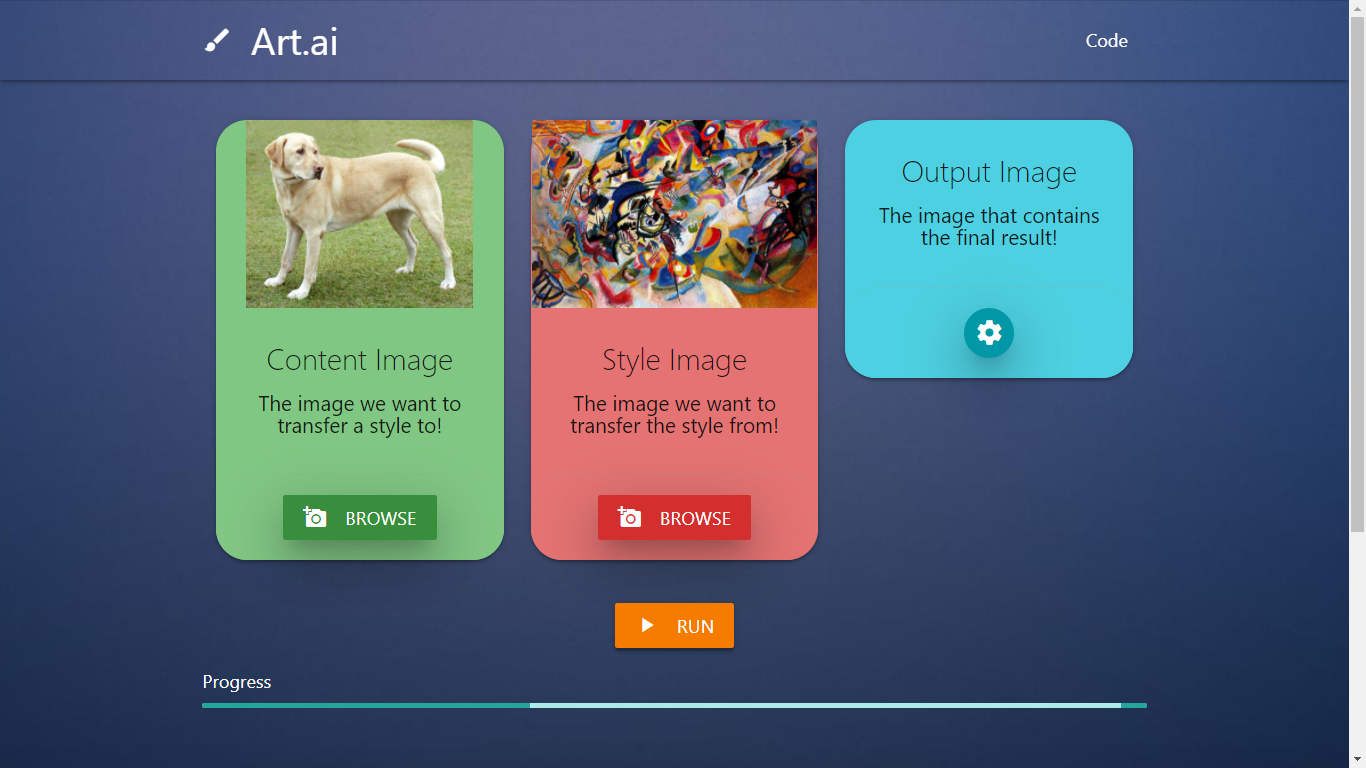 Art.ai
Code
Content Image
The image we want to
transfer a style to!
BROWSE
Style Image
The image we want to
transfer the style from!
BROWSE
Output Image
The image that contains
the final result!
RUN
Progress